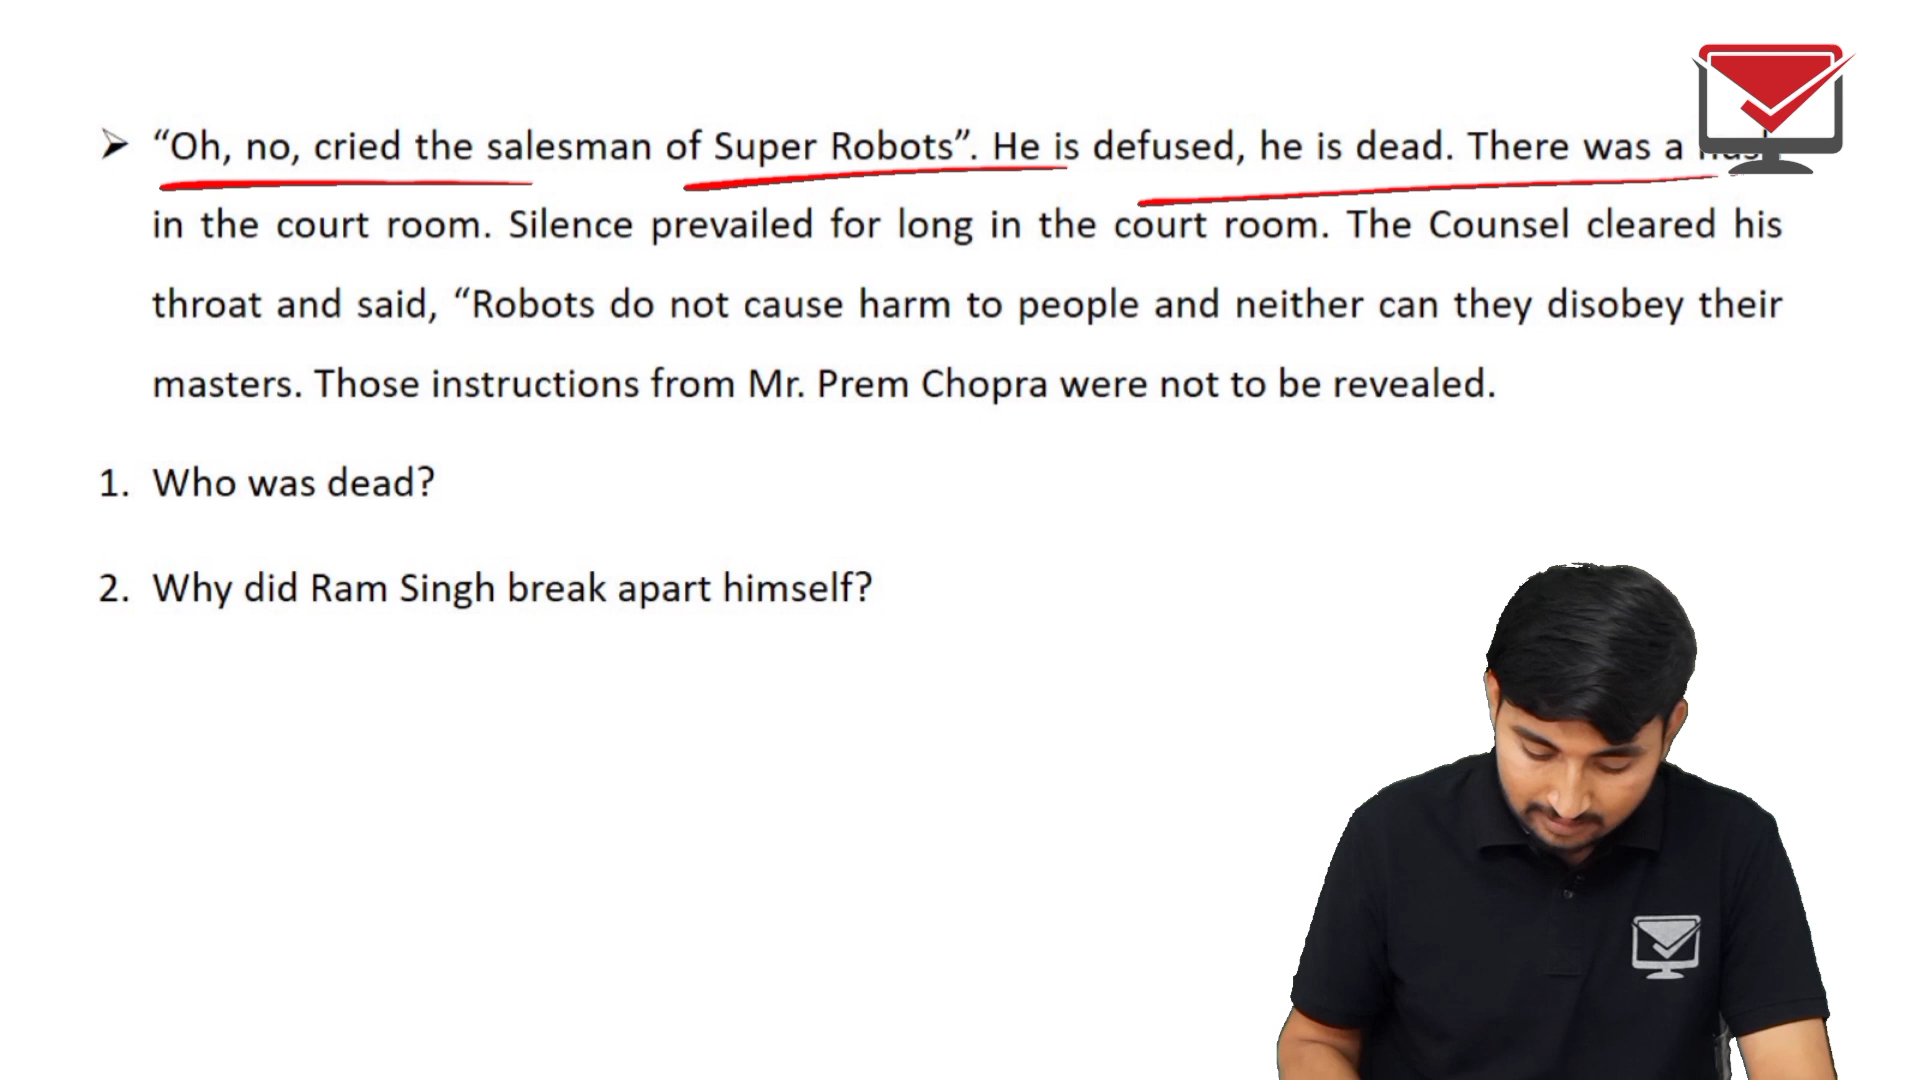 ➢ “Oh, no, cried the salesman of Super Robots”. He is defused, he is dead. There was a
in the court room. Silence prevailed for long in the court room. The Counsel cleared his
throat and said, “Robots do not cause harm to people and neither can they disobey their
masters. Those instructions from Mr. Prem Chopra were not to be revealed.
1. Who was dead?
2. Why did Ram Singh break apart himself?